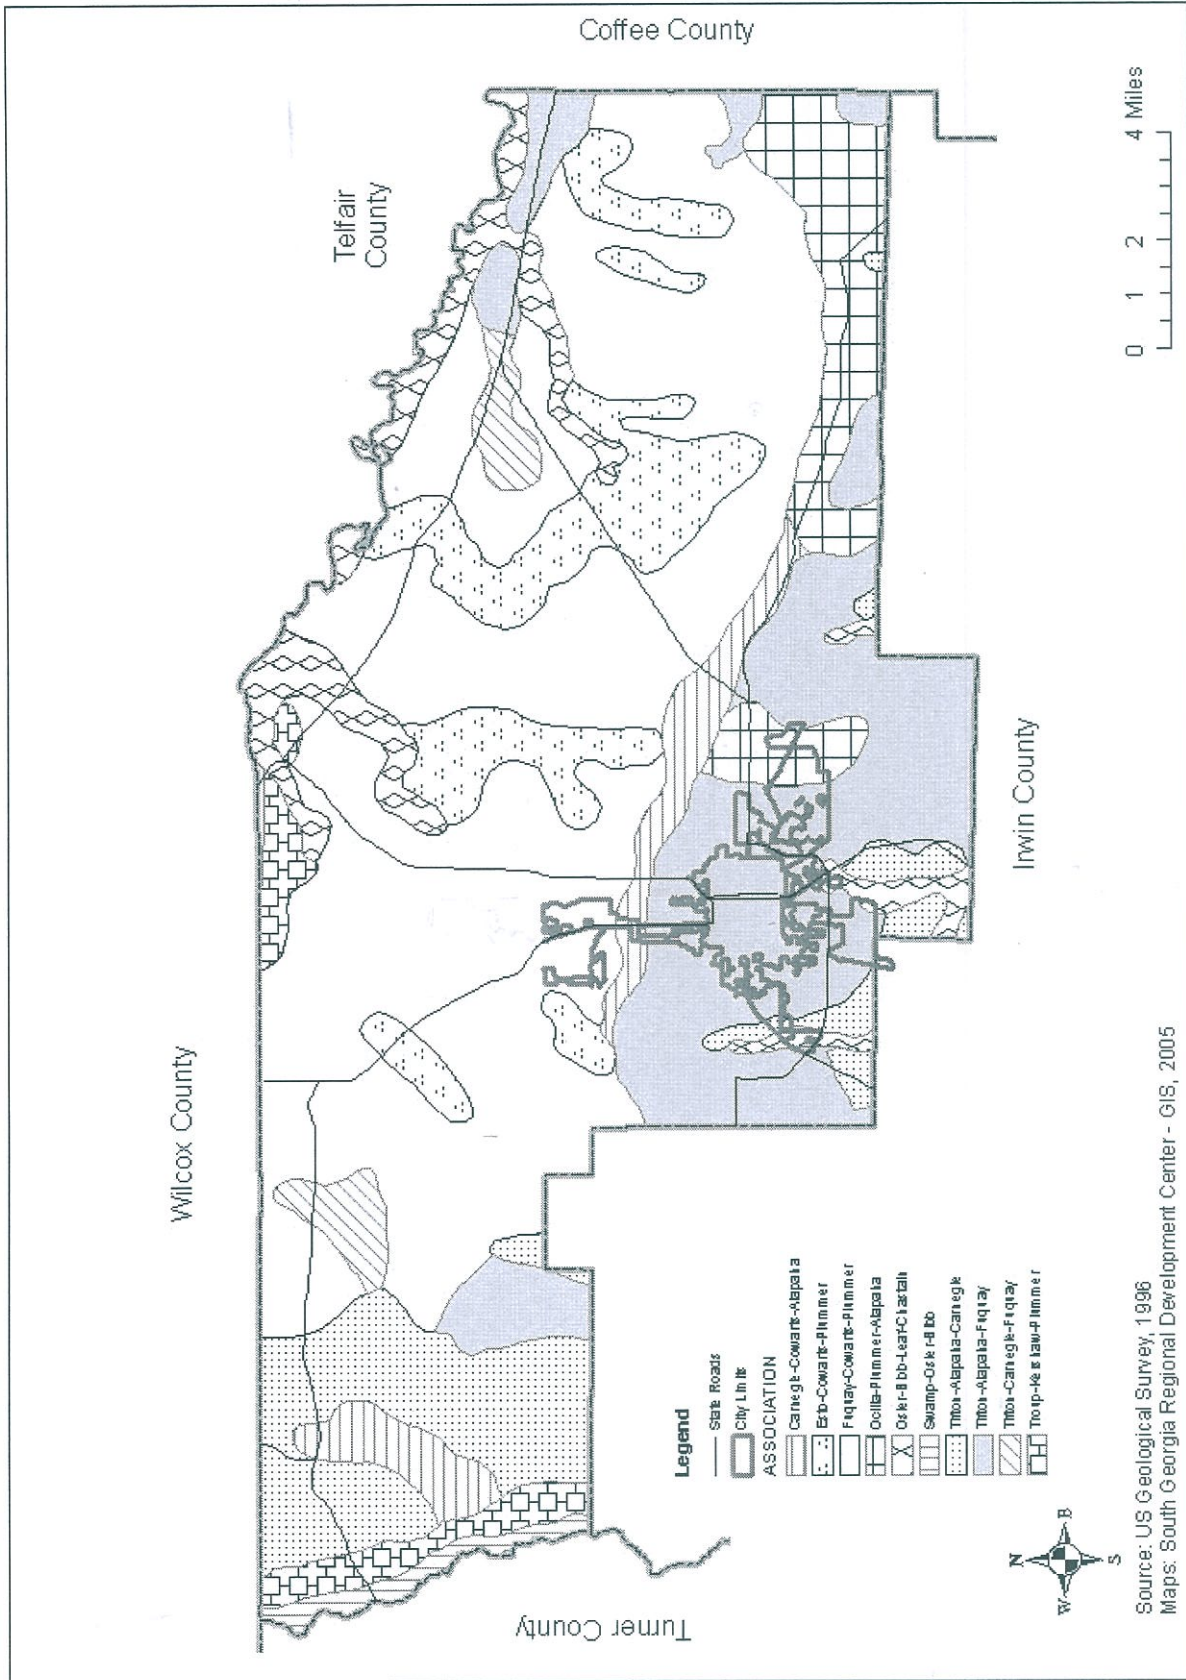 Coffee County
Telfair
County
Wilcox County
Irwin County
Turner County
Legend
State Roads
City Limits
ASSOCIATION
Carnegie-Cowarts-Alapaha
Esto-Cowarts-Plummer
Fuquay-Cowarts-Plummer
Ocilla-Plummer-Alapaha
Osier-Bibb-Leaf-Chastain
Swamp-Osier-Bibb
Tifton-Alapaha-Carnegie
Tifton-Alapaha-Fuquay
Tifton-Carnegie-Fuquay
Troup-Kershaw-Plummer
N
W
E
S
0 1 2 4 Miles
Source: US Geological Survey, 1996
Maps: South Georgia Regional Development Center - GIS, 2005